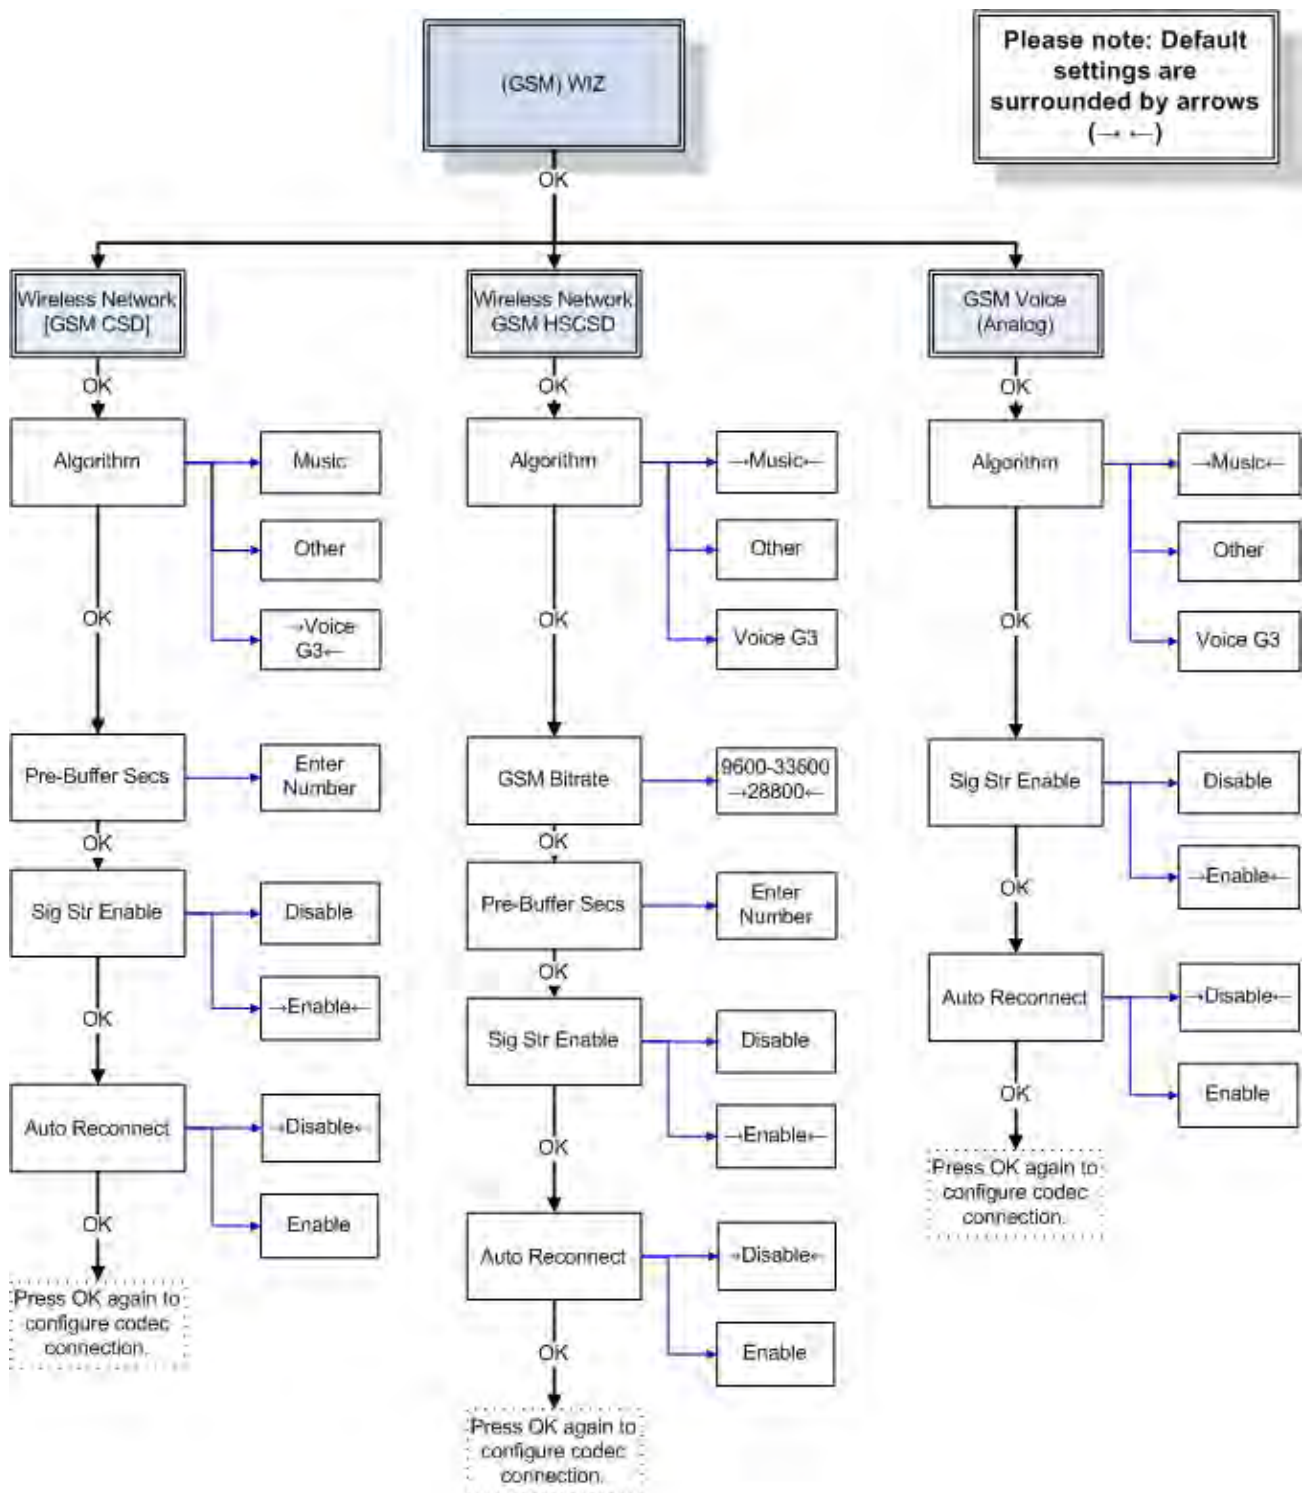 (GSM) WIZ
Please note: Default
settings are
surrounded by arrows
(→ ←)
OK
Wireless Network
[GSM CSD]
OK
Algorithm
Music
Other
→Voice
G3←
OK
Pre-Buffer Secs
Enter
Number
OK
Sig Str Enable
Disable
→Enable←
OK
Auto Reconnect
→Disable←
Enable
OK
Press OK again to
configure codec
connection.
Wireless Network
GSM HSCSD
OK
Algorithm
→Music←
Other
Voice G3
OK
GSM Bitrate
9600-33600
→28800←
OK
Pre-Buffer Secs
Enter
Number
OK
Sig Str Enable
Disable
→Enable←
OK
Auto Reconnect
→Disable←
Enable
OK
Press OK again to
configure codec
connection.
GSM Voice
(Analog)
OK
Algorithm
→Music←
Other
Voice G3
OK
Sig Str Enable
Disable
→Enable←
OK
Auto Reconnect
→Disable←
Enable
OK
Press OK again to
configure codec
connection.